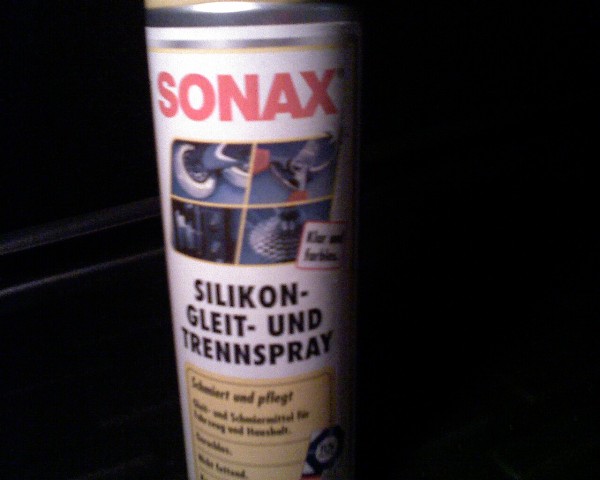 SONAX
Klar und
farblos.
SILIKON-
GLEIT- UND
TRENNSPRAY
Schmiert und pflegt
Gleit- und Schmiermittel für
Fahrzeug und Haushalt.
Geruchlos.
Nicht fettend.